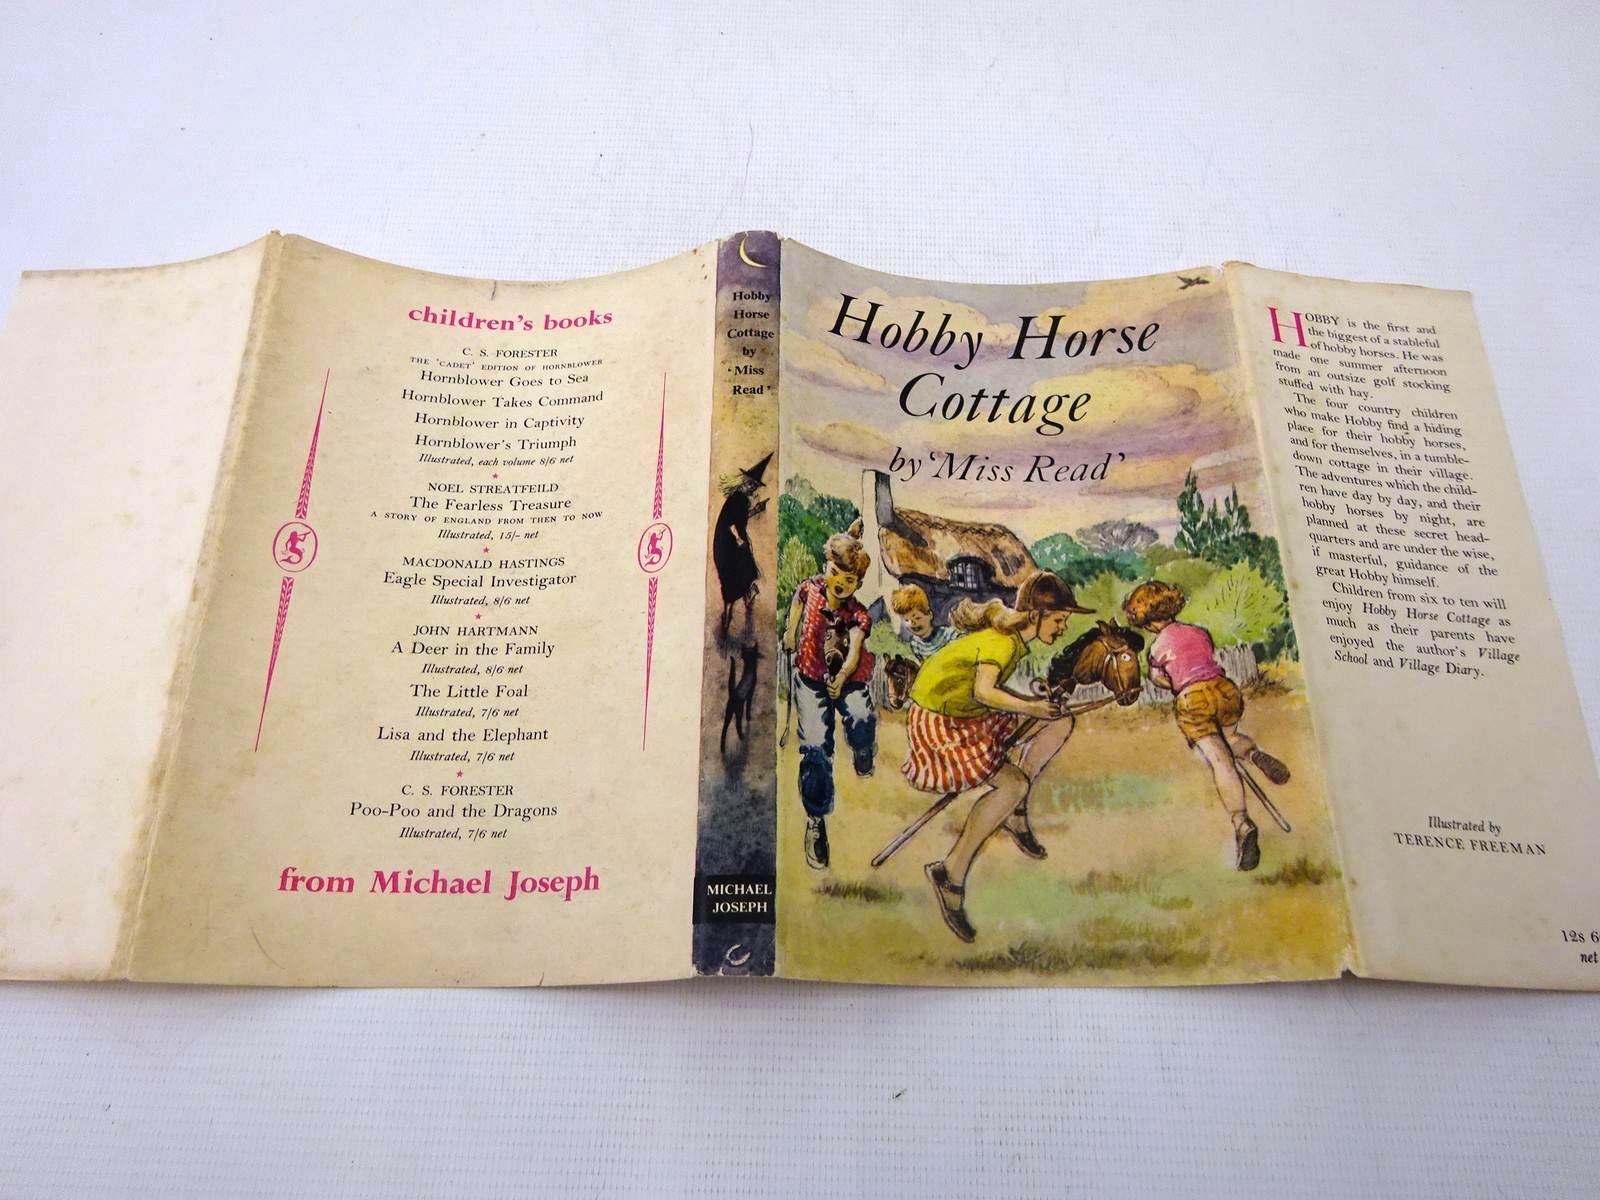 children's books
C. S. FORESTER
THE 'CADET' EDITION OF HORNBLOWER
Hornblower Goes to Sea
Hornblower Takes Command
Hornblower in Captivity
Hornblower's Triumph
Illustrated, each volume 8/6 net
NOEL STREATFEILD
The Fearless Treasure
A STORY OF ENGLAND FROM THEN TO NOW
Illustrated, 15/- net
MACDONALD HASTINGS
Eagle Special Investigator
Illustrated, 8/6 net
JOHN HARTMANN
A Deer in the Family
Illustrated, 8/6 net
The Little Foal
Illustrated, 7/6 net
Lisa and the Elephant
Illustrated, 7/6 net
C. S. FORESTER
Poo-Poo and the Dragons
Illustrated, 7/6 net
from Michael Joseph
Hobby
Horse
Cottage
by
'Miss
Read'
MICHAEL
JOSEPH
Hobby Horse
Cottage
by 'Miss Read'
HOBBY is the first and
the biggest of a stableful
of hobby horses. He was
made one summer afternoon
from an outsize golf stocking
stuffed with hay.
The four country children
who make Hobby find a hiding
place for their hobby horses,
and for themselves, in a tumble-
down cottage in their village.
The adventures which the child-
ren have day by day, and their
hobby horses by night, are
planned at these secret head-
quarters and are under the wise,
if masterful, guidance of the
great Hobby himself.
Children from six to ten will
enjoy Hobby Horse Cottage as
much as their parents have
enjoyed the author's Village
School and Village Diary.
Illustrated by
TERENCE FREEMAN
12s 6
net